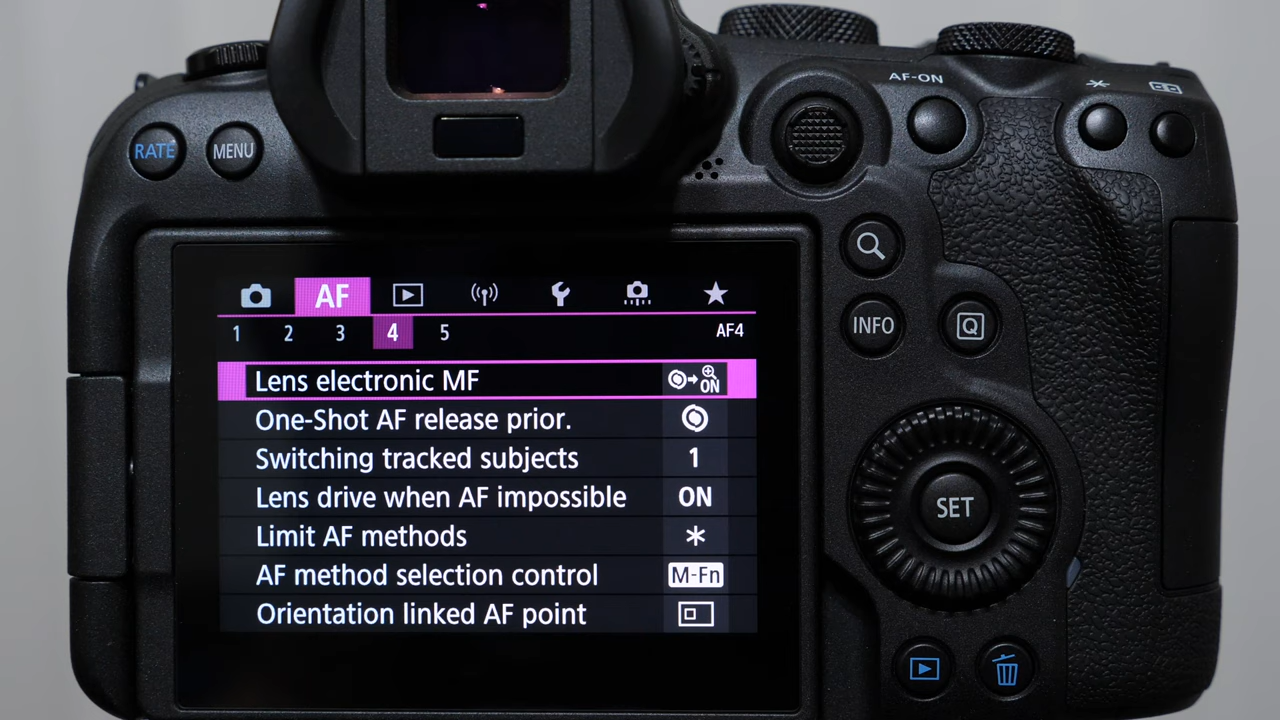 AF-ON
RATE
MENU
INFO
Q
AF
1 2 3 4 5 AF4
Lens electronic MF ON
One-Shot AF release prior.
Switching tracked subjects 1
Lens drive when AF impossible ON
Limit AF methods *
AF method selection control M-Fn
Orientation linked AF point
SET